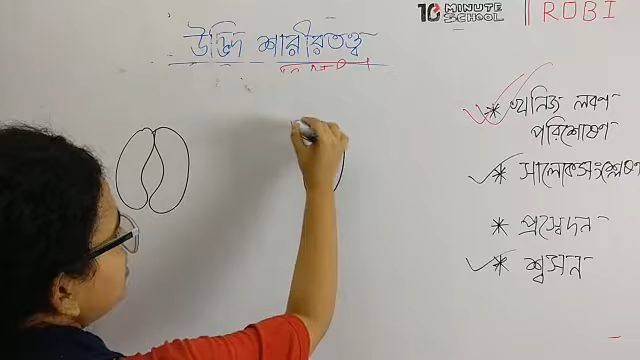 উদ্ভিদ শারীরতত্ত্ব
10 MINUTE SCHOOL
ROBI
* খনিজ লবণ
পরিশোষণ
* সালোকসংশ্লেষণ
* প্রস্বেদন
* শ্বসন